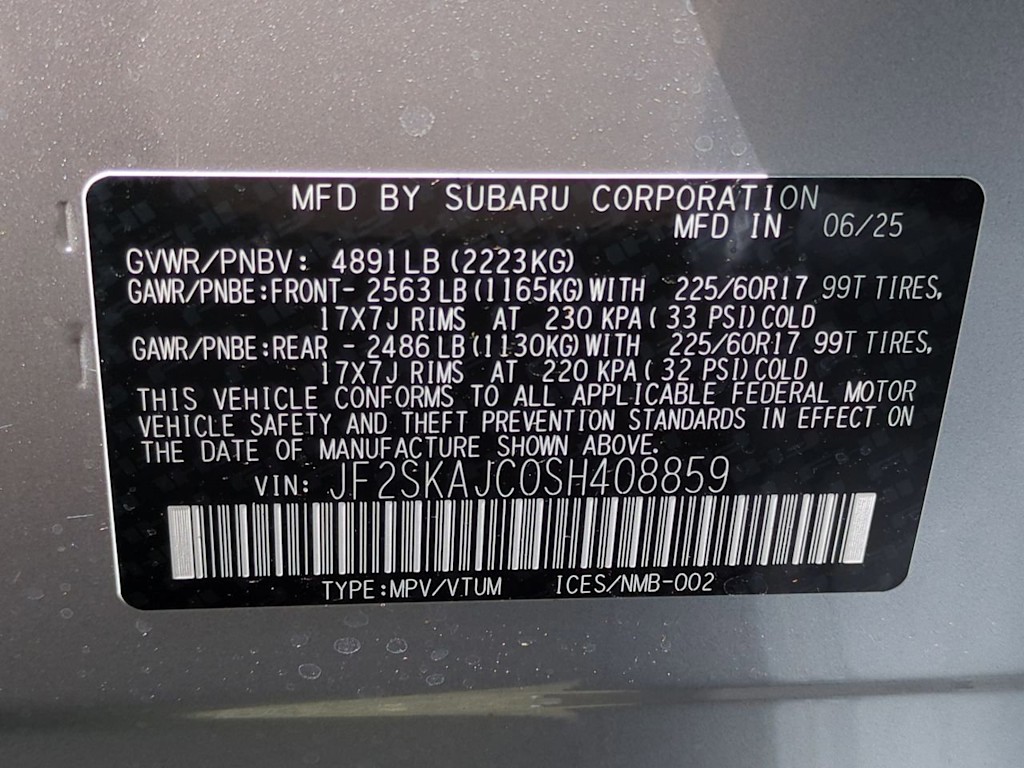 MFD BY SUBARU CORPORATION
MFD IN 06/25
GVWR/PNBV: 4891LB (2223KG)
GAWR/PNBE:FRONT- 2563 LB (1165KG) WITH 225/60R17 99T TIRES,
17X7J RIMS AT 230 KPA ( 33 PSI) COLD
GAWR/PNBE:REAR - 2486 LB (1130KG) WITH 225/60R17 99T TIRES,
17X7J RIMS AT 220 KPA ( 32 PSI) COLD
THIS VEHICLE CONFORMS TO ALL APPLICABLE FEDERAL MOTOR
VEHICLE SAFETY AND THEFT PREVENTION STANDARDS IN EFFECT ON
THE DATE OF MANUFACTURE SHOWN ABOVE.
VIN: JF2SKAJC0SH408859
TYPE:MPV/VTUM ICES/NMB-002